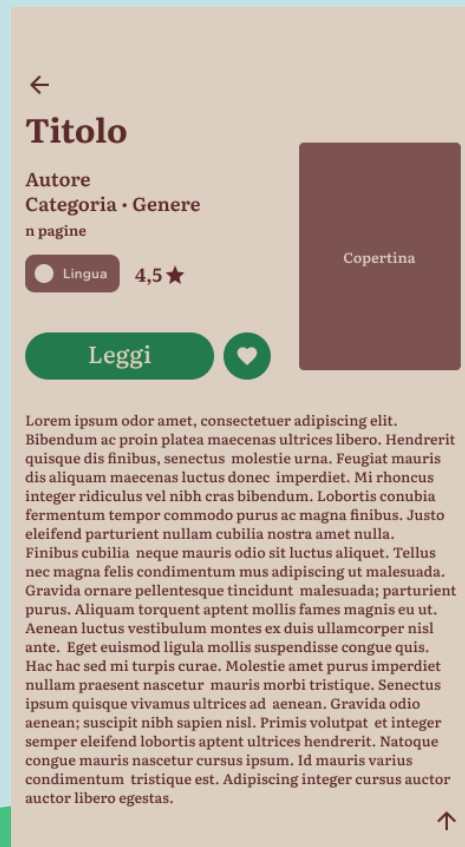 Titolo
Autore
Categoria • Genere
n pagine
Lingua
4,5
Copertina
Leggi
Lorem ipsum odor amet, consectetuer adipiscing elit.
Bibendum ac proin platea maecenas ultrices libero. Hendrerit
quisque dis finibus, senectus molestie urna. Feugiat mauris
dis aliquam maecenas luctus donec imperdiet. Mi rhoncus
integer ridiculus vel nibh cras bibendum. Lobortis conubia
fermentum tempor commodo purus ac magna finibus. Justo
eleifend parturient nullam cubilia nostra amet nulla.
Finibus cubilia neque mauris odio sit luctus aliquet. Tellus
nec magna felis condimentum mus adipiscing ut malesuada.
Gravida ornare pellentesque tincidunt malesuada; parturient
purus. Aliquam torquent aptent mollis fames magnis eu ut.
Aenean luctus vestibulum montes ex duis ullamcorper nisl
ante. Eget euismod ligula mollis suspendisse congue quis.
Hac hac sed mi turpis curae. Molestie amet purus imperdiet
nullam praesent nascetur mauris morbi tristique. Senectus
ipsum quisque vivamus ultrices ad aenean. Gravida odio
aenean; suscipit nibh sapien nisl. Primis volutpat et integer
semper eleifend lobortis aptent ultrices hendrerit. Natoque
congue mauris nascetur cursus ipsum. Id mauris varius
condimentum tristique est. Adipiscing integer cursus auctor
auctor libero egestas.